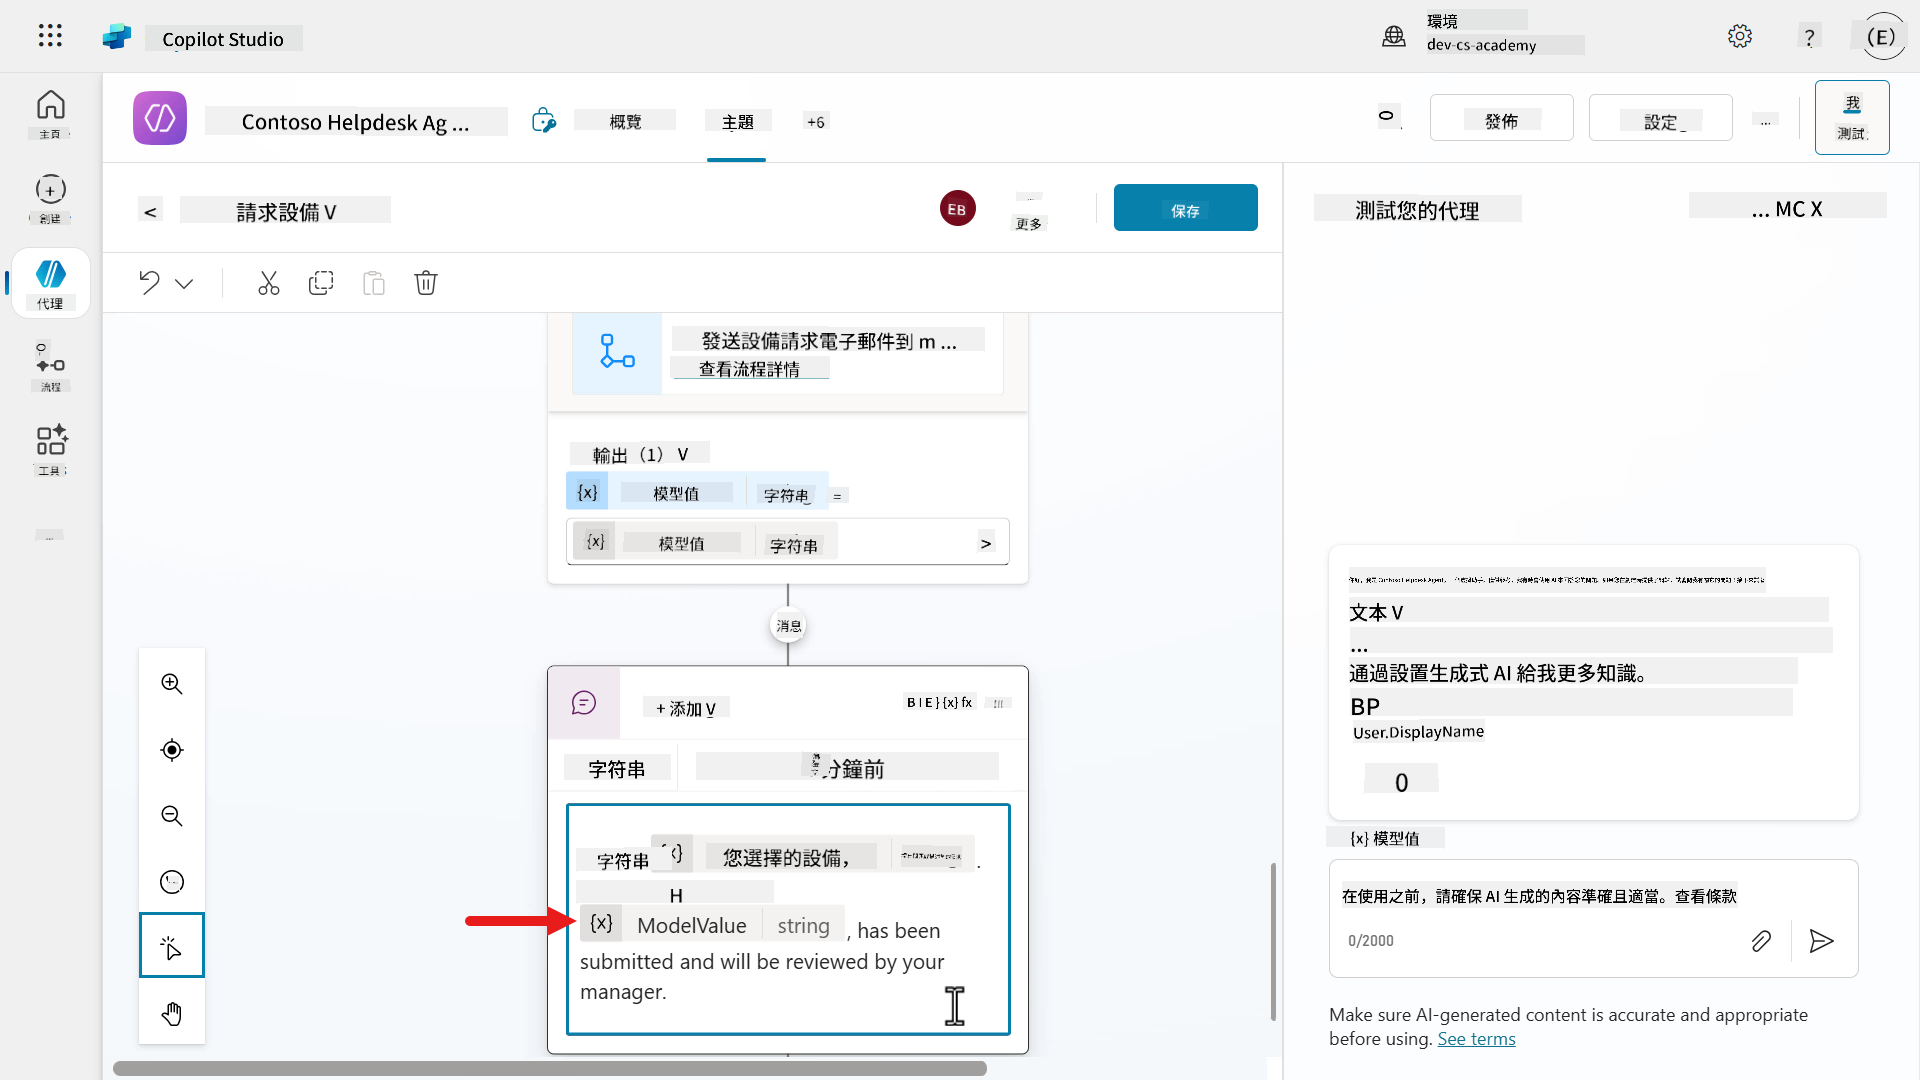 Copilot Studio
環境
dev-cs-academy
?
(E)
主頁
創建
代理
流程
工具
Contoso Helpdesk Ag ...
概覽
主題
+6
發佈
設定
...
我
測試
<
請求設備 V
EB
更多
保存
發送設備請求電子郵件到 m ...
查看流程詳情
輸出（1） V
{x} 模型值 字符串 =
{x} 模型值 字符串 >
消息
+ 添加 V
B I E } {x} fx
字符串
分鐘前
字符串 {x} 您選擇的設備，
.
H
{x} ModelValue string , has been
submitted and will be reviewed by your
manager.
測試您的代理
... MC X
文本 V
...
通過設置生成式 AI 給我更多知識。
BP
User.DisplayName
0
{x} 模型值
在使用之前，請確保 AI 生成的內容準確且適當。查看條款
0/2000
Make sure AI-generated content is accurate and appropriate
before using. See terms